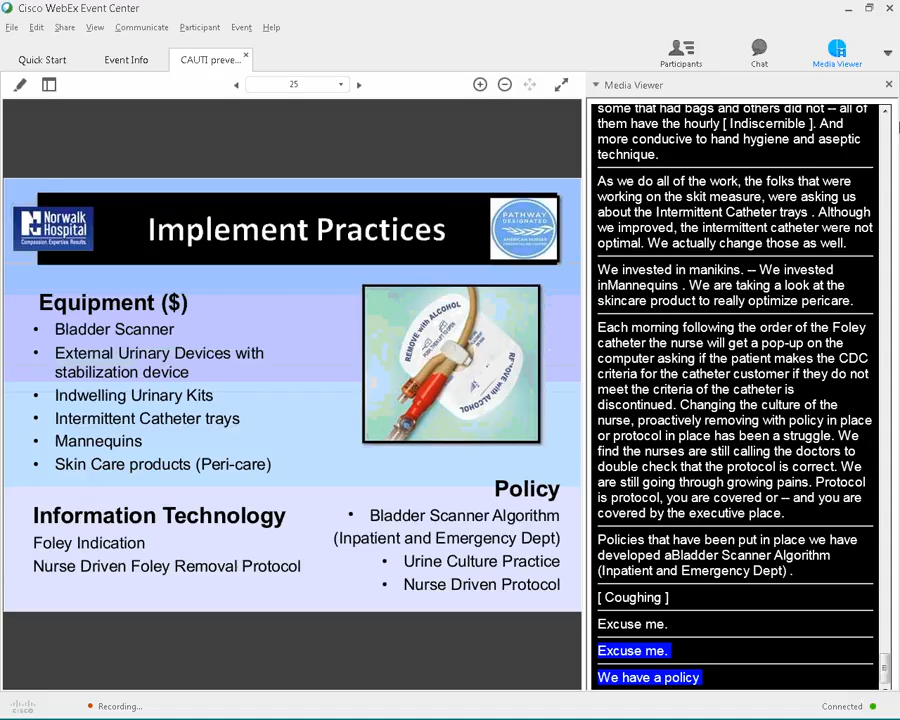 Cisco WebEx Event Center
File Edit Share View Communicate Participant Event Help
Quick Start Event Info CAUTI preve... Participants Chat Media Viewer
25
Media Viewer
Norwalk
Hospital
Compassion. Expertise. Results.
Implement Practices
PATHWAY
DESIGNATED
AMERICAN NURSES
CREDENTIALING CENTER
Equipment ($)
• Bladder Scanner
• External Urinary Devices with
stabilization device
• Indwelling Urinary Kits
• Intermittent Catheter trays
• Mannequins
• Skin Care products (Peri-care)
REMOVE with ALCOHOL
REMOVE with ALCOHOL
Information Technology
Foley Indication
Nurse Driven Foley Removal Protocol
Policy
• Bladder Scanner Algorithm
(Inpatient and Emergency Dept)
• Urine Culture Practice
• Nurse Driven Protocol
some that had bags and others did not -- all of
them have the hourly [ Indiscernible ]. And
more conducive to hand hygiene and aseptic
technique.
As we do all of the work, the folks that were
working on the skit measure, were asking us
about the Intermittent Catheter trays . Although
we improved, the intermittent catheter were not
optimal. We actually change those as well.
We invested in manikins. -- We invested
inMannequins . We are taking a look at the
skincare product to really optimize pericare.
Each morning following the order of the Foley
catheter the nurse will get a pop-up on the
computer asking if the patient makes the CDC
criteria for the catheter customer if they do not
meet the criteria of the catheter is
discontinued. Changing the culture of the
nurse, proactively removing with policy in place
or protocol in place has been a struggle. We
find the nurses are still calling the doctors to
double check that the protocol is correct. We
are still going through growing pains. Protocol
is protocol, you are covered or -- and you are
covered by the executive place.
Policies that have been put in place we have
developed aBladder Scanner Algorithm
(Inpatient and Emergency Dept) .
[ Coughing ]
Excuse me.
Excuse me.
We have a policy
cisco
Recording...
Connected